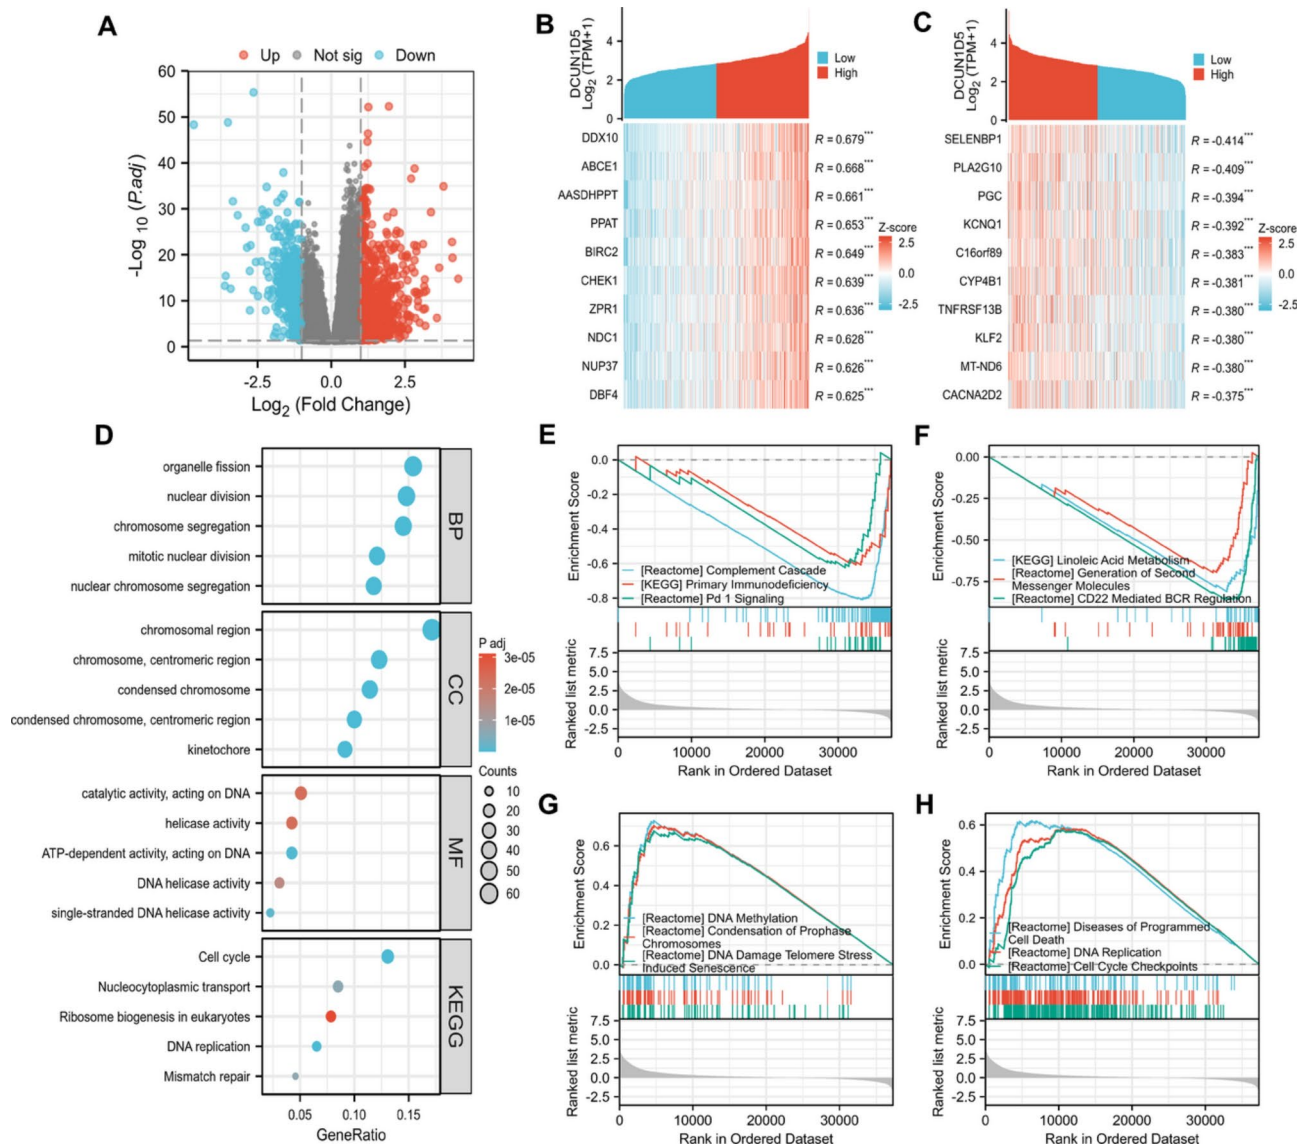 A
Up Not sig Down
60
50
40
30
20
10
0
-Log10 (P.adj)
-2.5 0.0 2.5
Log2 (Fold Change)
B
DCUN1D5
Log2 (TPM+1)
4
2
0
Low
High
DDX10 R = 0.679***
ABCE1 R = 0.668***
AASDHPPT R = 0.661***
PPAT R = 0.653***
BIRC2 R = 0.649***
CHEK1 R = 0.639***
ZPR1 R = 0.636***
NDC1 R = 0.628***
NUP37 R = 0.626***
DBF4 R = 0.625***
Z-score
2.5
0.0
-2.5
C
DCUN1D5
Log2 (TPM+1)
4
2
0
Low
High
SELENBP1 R = -0.414***
PLA2G10 R = -0.409***
PGC R = -0.394***
KCNQ1 R = -0.392***
C16orf89 R = -0.383***
CYP4B1 R = -0.381***
TNFRSF13B R = -0.380***
KLF2 R = -0.380***
MT-ND6 R = -0.380***
CACNA2D2 R = -0.375***
Z-score
2.5
0.0
-2.5
D
organelle fission
nuclear division
chromosome segregation
mitotic nuclear division
nuclear chromosome segregation
BP
chromosomal region
chromosome, centromeric region
condensed chromosome
condensed chromosome, centromeric region
kinetochore
CC
catalytic activity, acting on DNA
helicase activity
ATP-dependent activity, acting on DNA
DNA helicase activity
single-stranded DNA helicase activity
MF
Cell cycle
Nucleocytoplasmic transport
Ribosome biogenesis in eukaryotes
DNA replication
Mismatch repair
KEGG
0.05 0.10 0.15
GeneRatio
P adj
3e-05
2e-05
1e-05
Counts
10
20
30
40
50
60
E
Enrichment Score
0.0
-0.2
-0.4
-0.6
-0.8
[Reactome] Complement Cascade
[KEGG] Primary Immunodeficiency
[Reactome] Pd 1 Signaling
Ranked list metric
7.5
5.0
2.5
0.0
-2.5
0 10000 20000 30000
Rank in Ordered Dataset
F
Enrichment Score
0.00
-0.25
-0.50
-0.75
[KEGG] Linoleic Acid Metabolism
[Reactome] Generation of Second
Messenger Molecules
[Reactome] CD22 Mediated BCR Regulation
Ranked list metric
7.5
5.0
2.5
0.0
-2.5
0 10000 20000 30000
Rank in Ordered Dataset
G
Enrichment Score
0.6
0.4
0.2
0.0
[Reactome] DNA Methylation
[Reactome] Condensation of Prophase
Chromosomes
[Reactome] DNA Damage Telomere Stress
Induced Senescence
Ranked list metric
7.5
5.0
2.5
0.0
-2.5
0 10000 20000 30000
Rank in Ordered Dataset
H
Enrichment Score
0.6
0.4
0.2
0.0
[Reactome] Diseases of Programmed
Cell Death
[Reactome] DNA Replication
[Reactome] Cell Cycle Checkpoints
Ranked list metric
7.5
5.0
2.5
0.0
-2.5
0 10000 20000 30000
Rank in Ordered Dataset